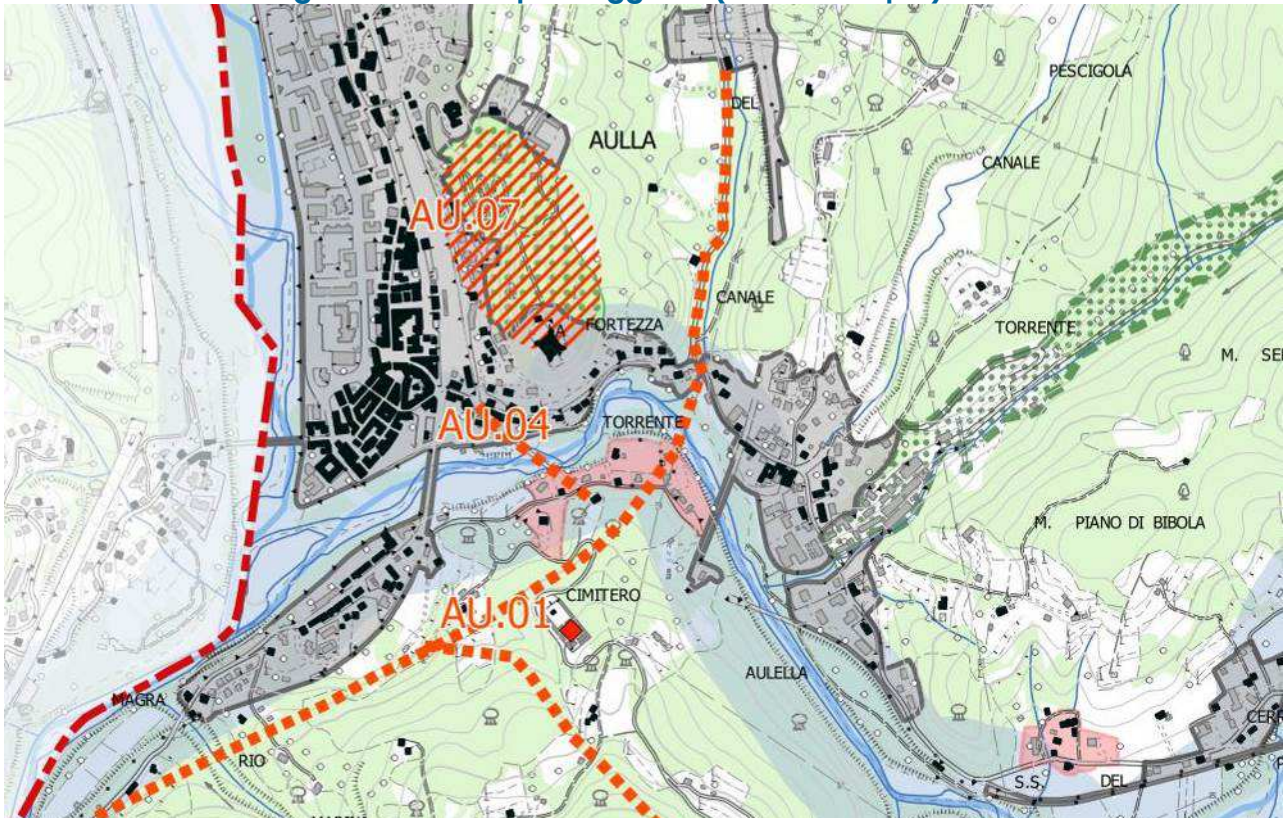 PESCIGOLA
DEL
AULLA
CANALE
AU.07
CANALE
A
FORTEZZA
TORRENTE
AU.04
TORRENTE
M. PIANO DI BIBOLA
CIMITERO
AU.01
AULELLA
MAGRA
RIO
S.S.
DEL